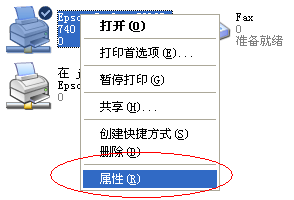 Epso
740
0
打开(O)
打印首选项(E)...
暂停打印(G)
共享(H)...
创建快捷方式(S)
删除(D)
属性(R)
在 j
Epso
0
Fax
0
准备就绪